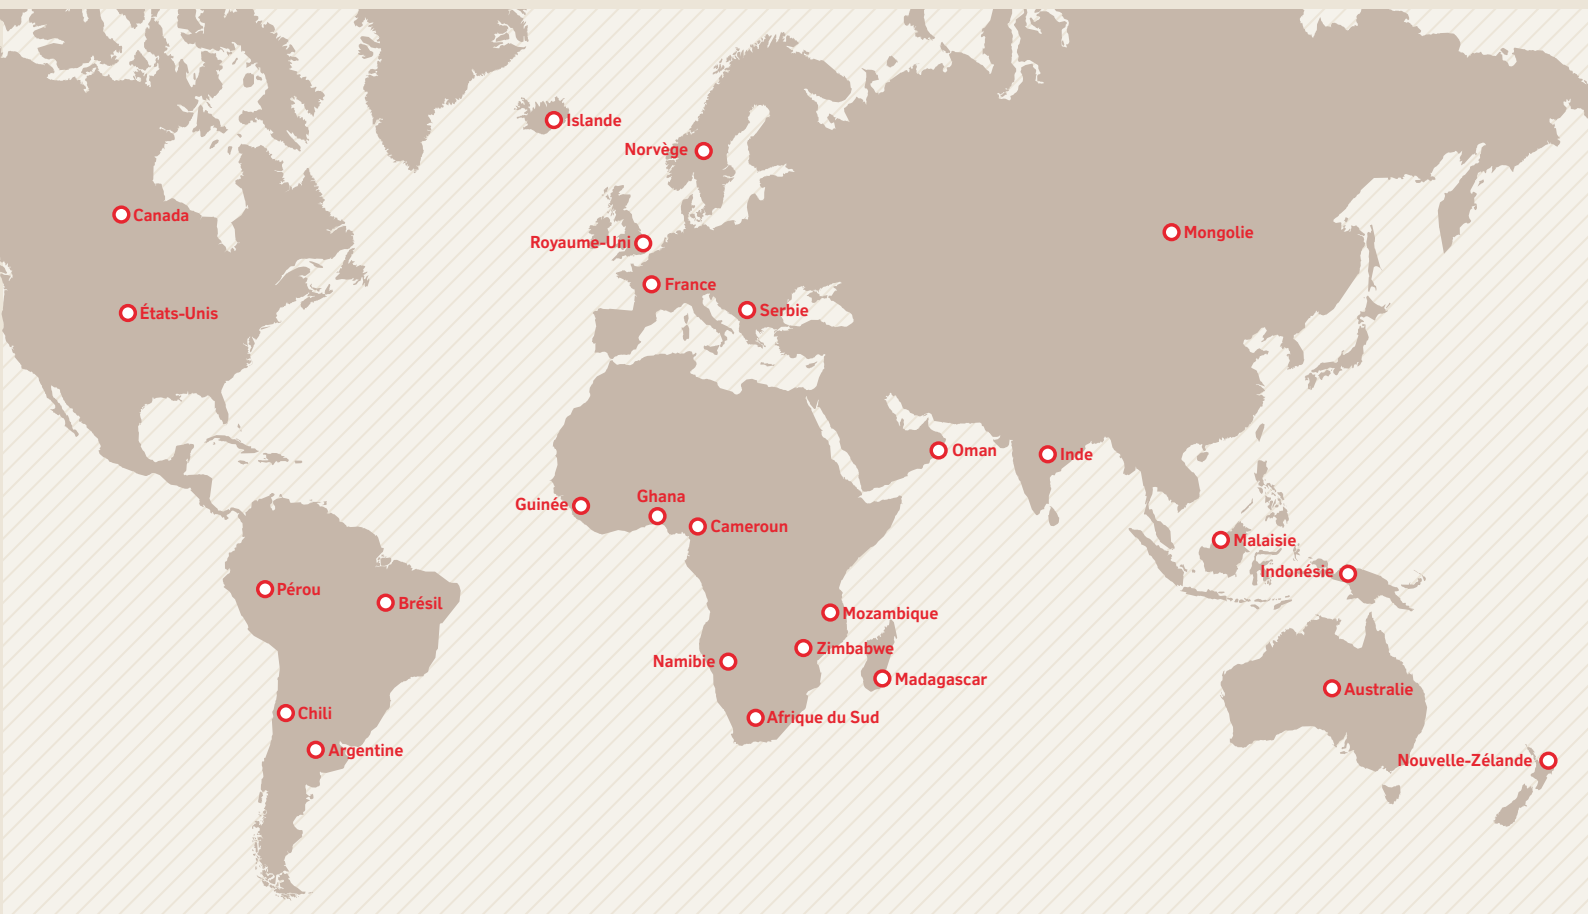 Islande
Norvège
Canada
Mongolie
Royaume-Uni
France
États-Unis
Serbie
Oman
Inde
Ghana
Guinée
Cameroun
Malaisie
Indonésie
Pérou
Brésil
Mozambique
Zimbabwe
Namibie
Madagascar
Australie
Chili
Afrique du Sud
Argentine
Nouvelle-Zélande